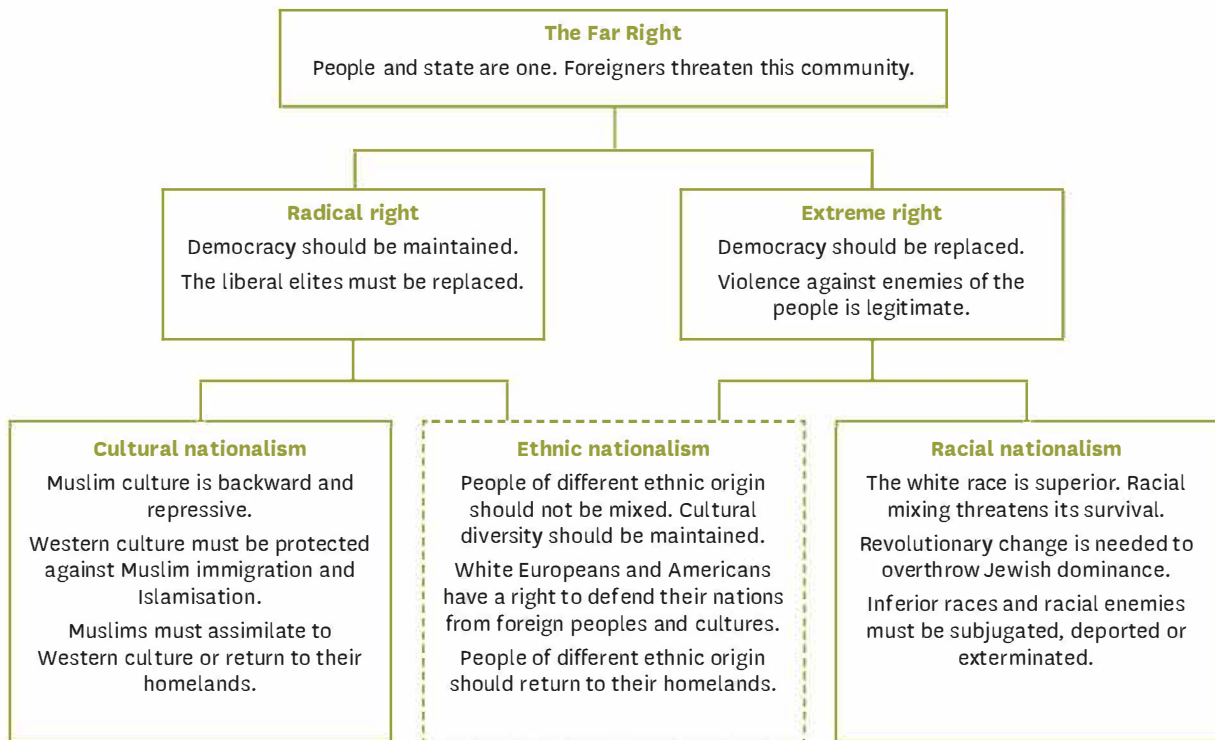 The Far Right
People and state are one. Foreigners threaten this community.
Radical right
Democracy should be maintained.
The liberal elites must be replaced.
Extreme right
Democracy should be replaced.
Violence against enemies of the
people is legitimate.
Cultural nationalism
Muslim culture is backward and
repressive.
Western culture must be protected
against Muslim immigration and
Islamisation.
Muslims must assimilate to
Western culture or return to their
homelands.
Ethnic nationalism
People of different ethnic origin
should not be mixed. Cultural
diversity should be maintained.
White Europeans and Americans
have a right to defend their nations
from foreign peoples and cultures.
People of different ethnic origin
should return to their homelands.
Racial nationalism
The white race is superior. Racial
mixing threatens its survival.
Revolutionary change is needed to
overthrow Jewish dominance.
Inferior races and racial enemies
must be subjugated, deported or
exterminated.